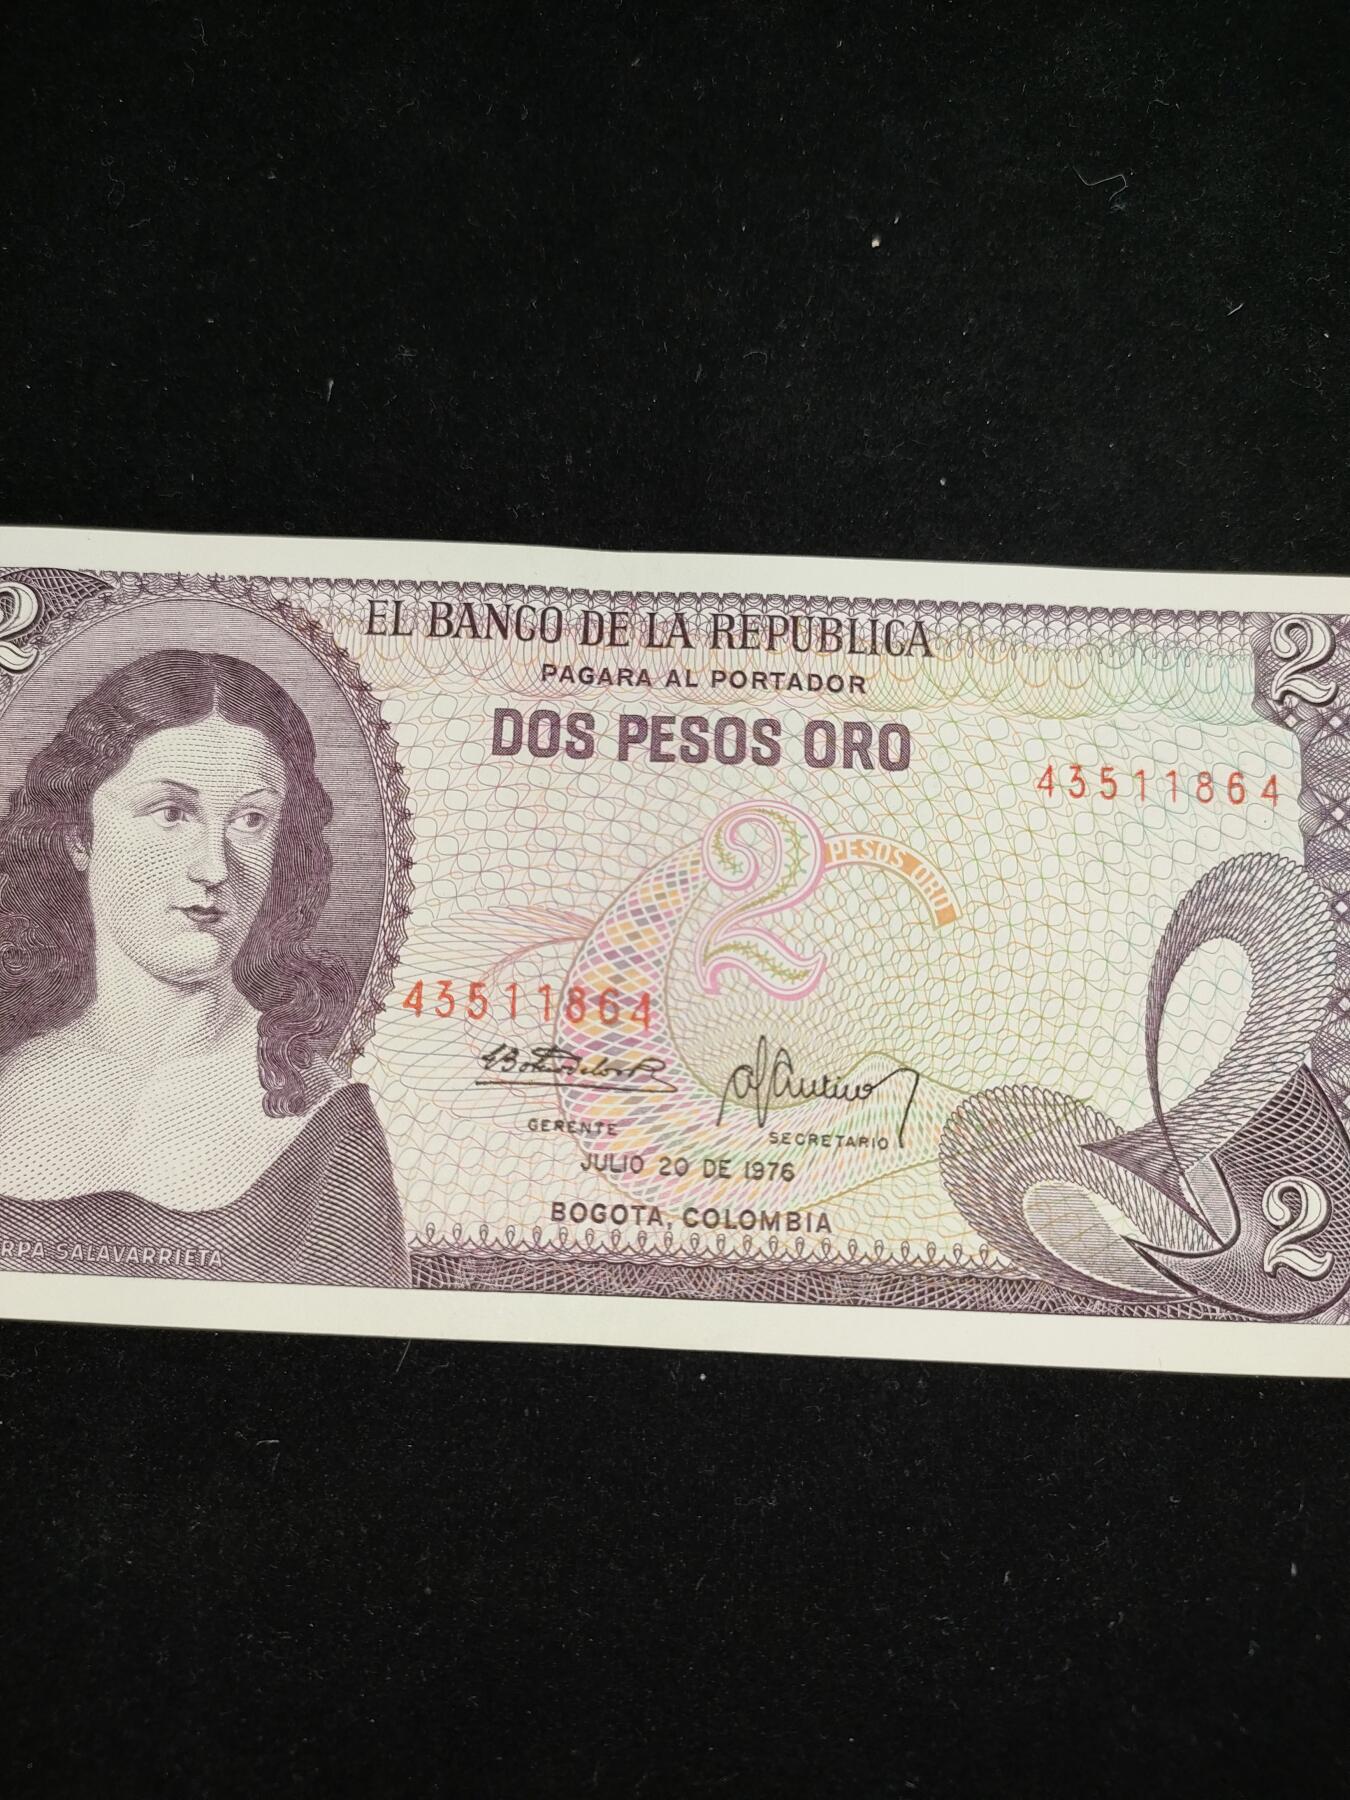 2
EL BANCO DE LA REPUBLICA
2
PAGARA AL PORTADOR
DOS PESOS ORO
43511864
2 PESOS ORO
43511864
GERENTE
SECRETARIO
JULIO 20 DE 1976
BOGOTA, COLOMBIA
2
RPA SALAVARRIETA